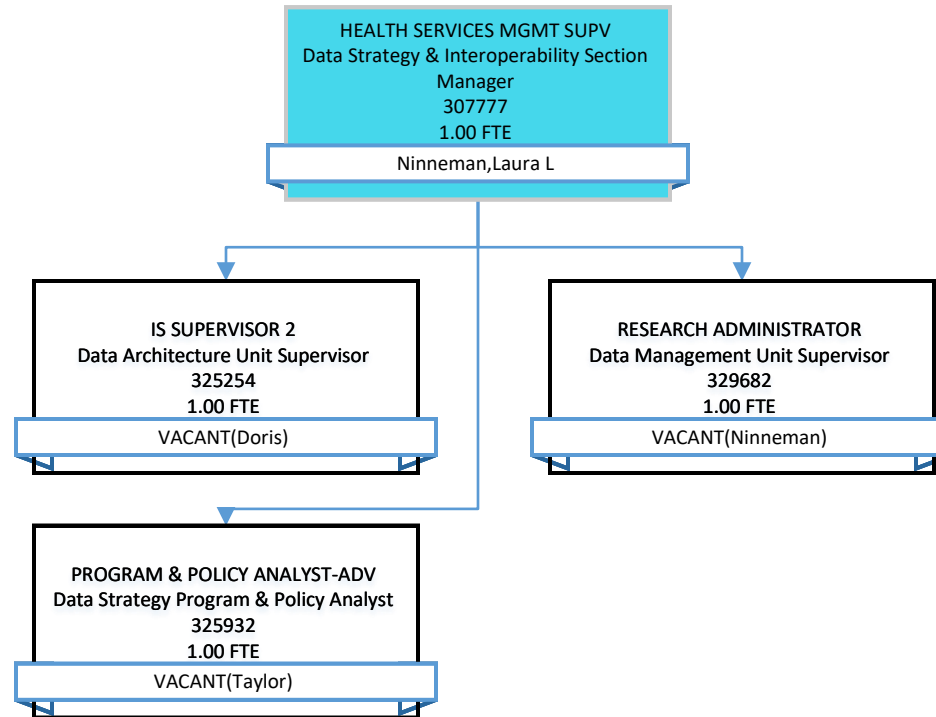 HEALTH SERVICES MGMT SUPV
Data Strategy & Interoperability Section
Manager
307777
1.00 FTE
Ninneman,Laura L
IS SUPERVISOR 2
Data Architecture Unit Supervisor
325254
1.00 FTE
VACANT(Doris)
RESEARCH ADMINISTRATOR
Data Management Unit Supervisor
329682
1.00 FTE
VACANT(Ninneman)
PROGRAM & POLICY ANALYST-ADV
Data Strategy Program & Policy Analyst
325932
1.00 FTE
VACANT(Taylor)